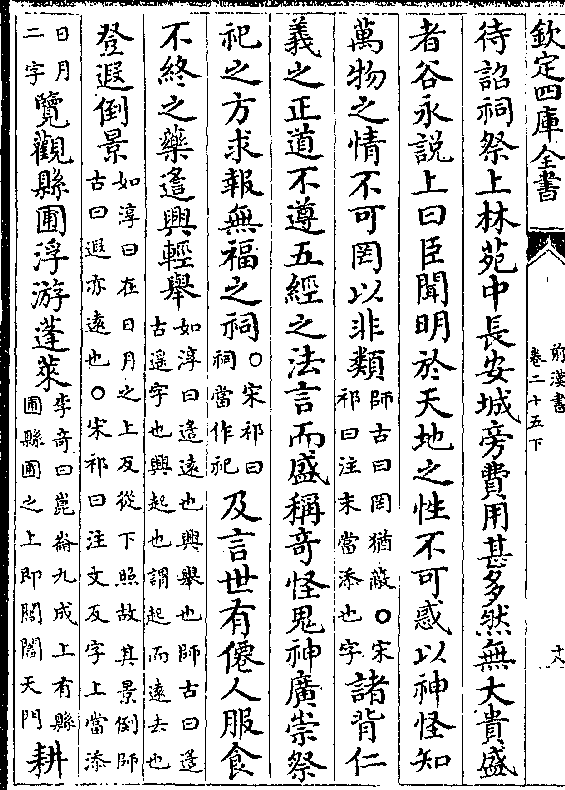 欽定四庫全書
前漢書
卷二十五下
十八
待詔祠祭上林苑中長安城旁費用甚多然無大貴盛
者谷永説上曰臣聞明於天地之性不可惑以神怪知
萬物之情不可罔以非類師古曰罔猶蔽○宋祁曰注末當添也字諸背仁
義之正道不遵五經之法言而盛稱奇怪鬼神廣崇祭
祀之方求報無福之祠○宋祁曰祠當作祀及言世有僊人服食
不終之藥遙興輕舉如淳曰遙遠也興舉也師古曰遙古遥字也興起也謂起而遠去也
登遐倒景如淳曰在日月之上反從下照故其景倒師古曰遐亦遠也○宋祁曰注文反字上當添
日月二字覽觀縣圃浮游蓬萊李奇曰崑崙九成上有縣圃縣圃之上即閶闔天門耕